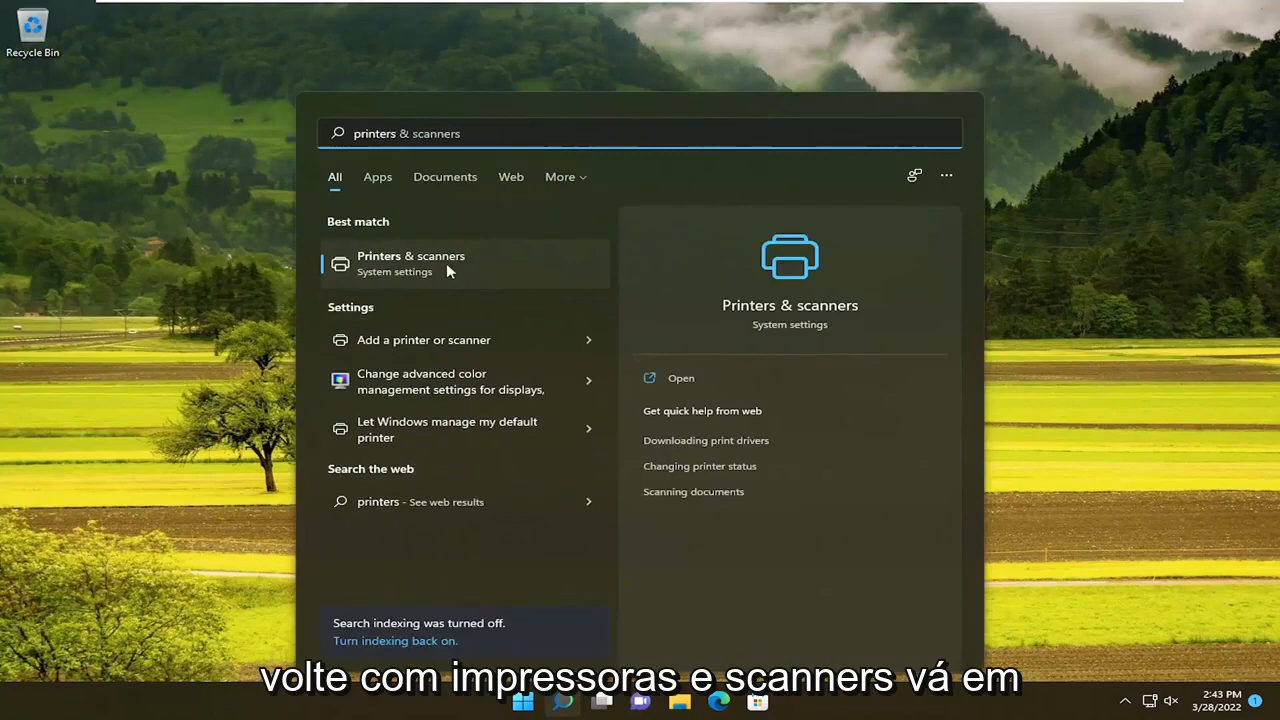 Recycle Bin
printers & scanners
All Apps Documents Web More
Best match
Printers & scanners
System settings
Settings
Add a printer or scanner
Change advanced color
management settings for displays,
Let Windows manage my default
printer
Search the web
printers - See web results
Search indexing was turned off.
Turn indexing back on.
Printers & scanners
System settings
Open
Get quick help from web
Downloading print drivers
Changing printer status
Scanning documents
volte com impressoras e scanners vá em
2:43 PM
3/28/2022
1